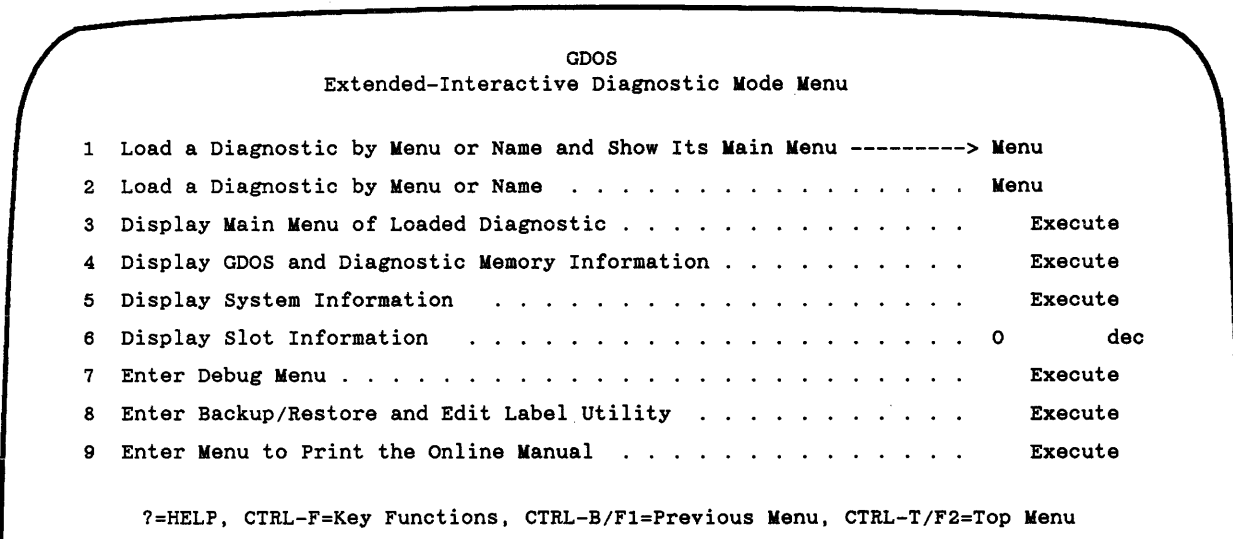 GDOS
Extended-Interactive Diagnostic Mode Menu
1 Load a Diagnostic by Menu or Name and Show Its Main Menu ---------> Menu
2 Load a Diagnostic by Menu or Name . . . . . . . . . . . . . . . . Menu
3 Display Main Menu of Loaded Diagnostic . . . . . . . . . . . . . . Execute
4 Display GDOS and Diagnostic Memory Information . . . . . . . . . . Execute
5 Display System Information . . . . . . . . . . . . . . . . . . . Execute
6 Display Slot Information . . . . . . . . . . . . . . . . . . . . 0 dec
7 Enter Debug Menu . . . . . . . . . . . . . . . . . . . . . . . . . Execute
8 Enter Backup/Restore and Edit Label Utility . . . . . . . . . . . Execute
9 Enter Menu to Print the Online Manual . . . . . . . . . . . . . . Execute
?=HELP, CTRL-F=Key Functions, CTRL-B/F1=Previous Menu, CTRL-T/F2=Top Menu